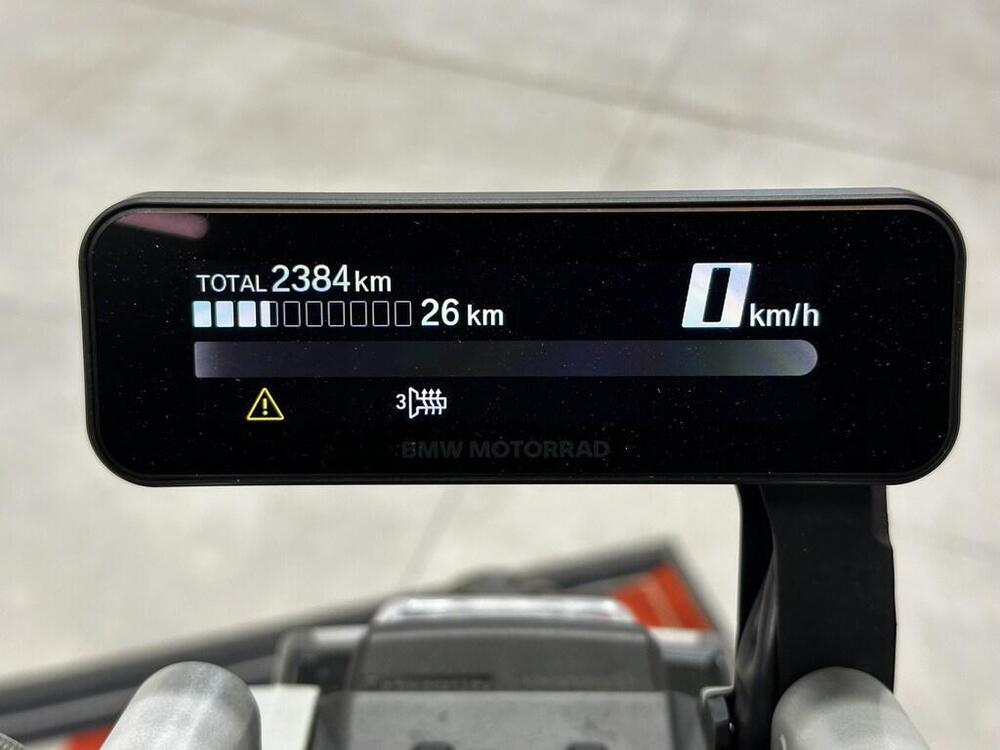 TOTAL 2384 km
26 km
0 km/h
3
BMW MOTORRAD